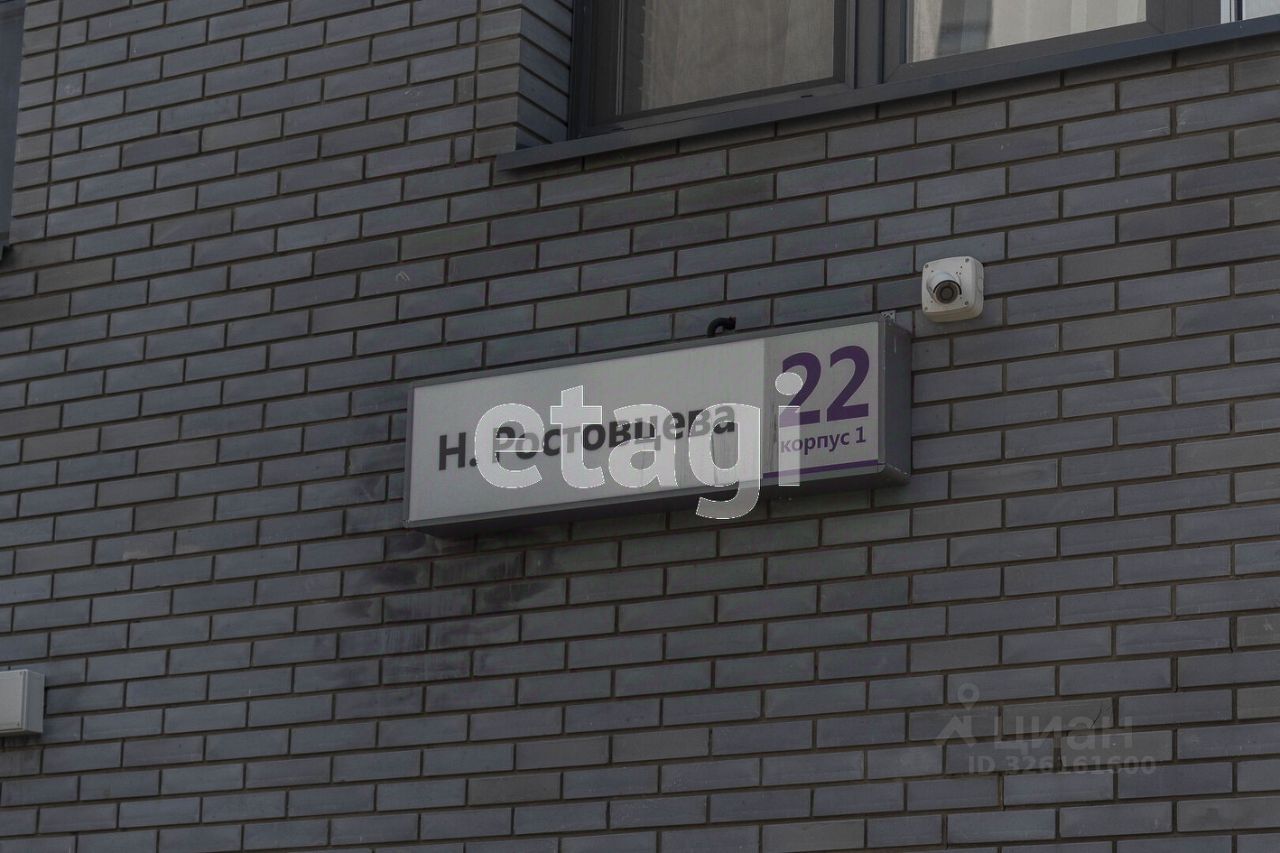 Н. Ростовцева
22
корпус 1
etagi
циан
ID 326161600